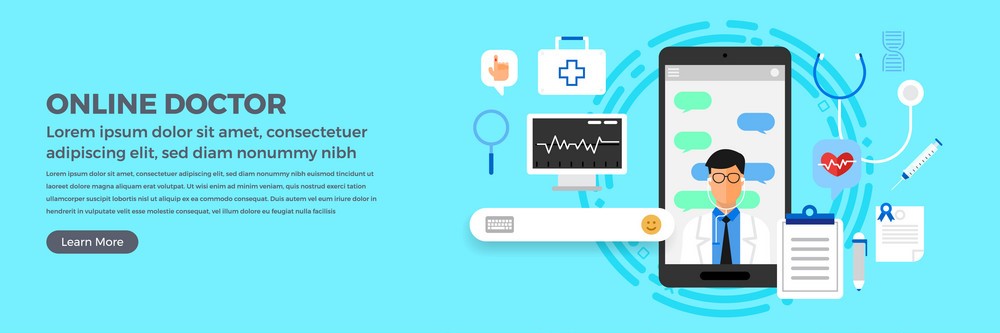 ONLINE DOCTOR
Lorem ipsum dolor sit amet, consectetuer
adipiscing elit, sed diam nonummy nibh
Lorem ipsum dolor sit amet, consectetuer adipiscing elit, sed diam nonummy nibh euismod tincidunt ut
laoreet dolore magna aliquam erat volutpat. Ut wisi enim ad minim veniam, quis nostrud exerci tation
ullamcorper suscipit lobortis nisl ut aliquip ex ea commodo consequat. Duis autem vel eum iriure dolor in
hendrerit in vulputate velit esse molestie consequat, vel illum dolore eu feugiat nulla facilisis
Learn More